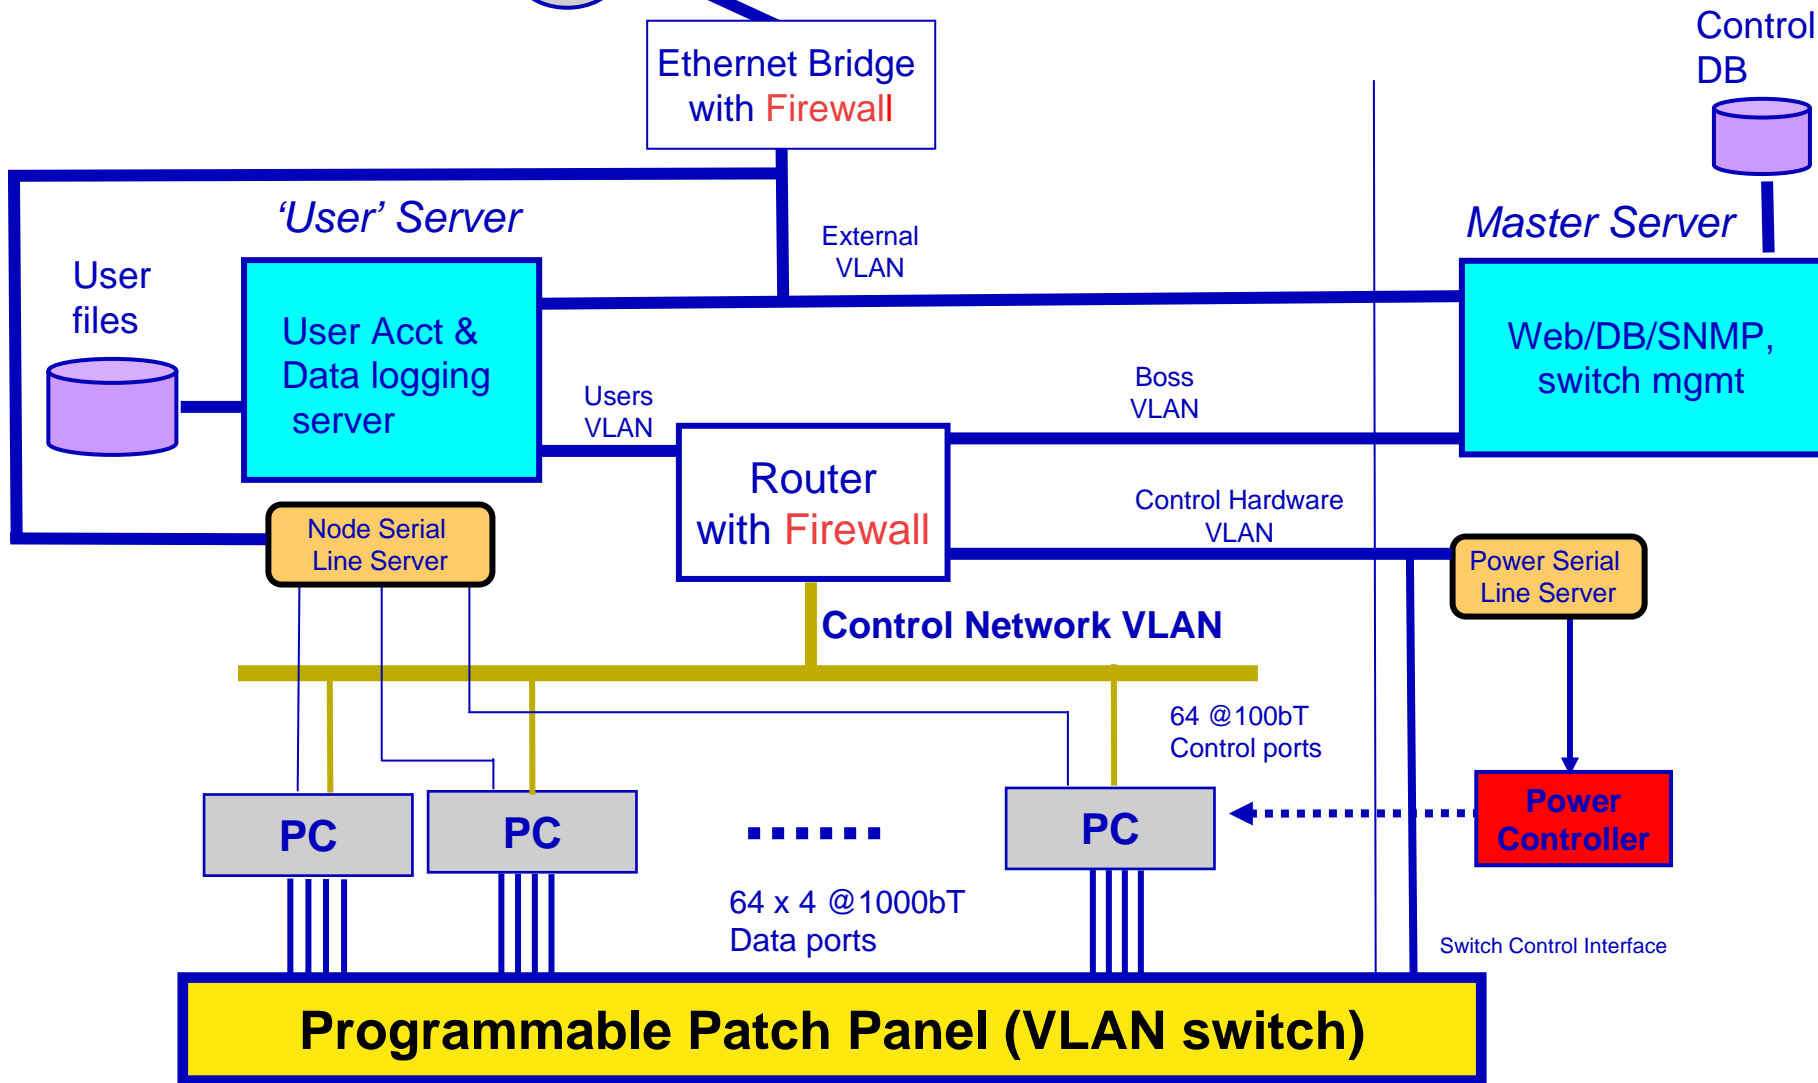 Control
DB
Ethernet Bridge
with Firewall
'User' Server
External
VLAN
Master Server
User
files
User Acct &
Data logging
server
Web/DB/SNMP,
switch mgmt
Users
VLAN
Boss
VLAN
Router
with Firewall
Control Hardware
VLAN
Node Serial
Line Server
Power Serial
Line Server
Control Network VLAN
64 @100bT
Control ports
PC
PC
PC
Power
Controller
64 x 4 @1000bT
Data ports
Switch Control Interface
Programmable Patch Panel (VLAN switch)